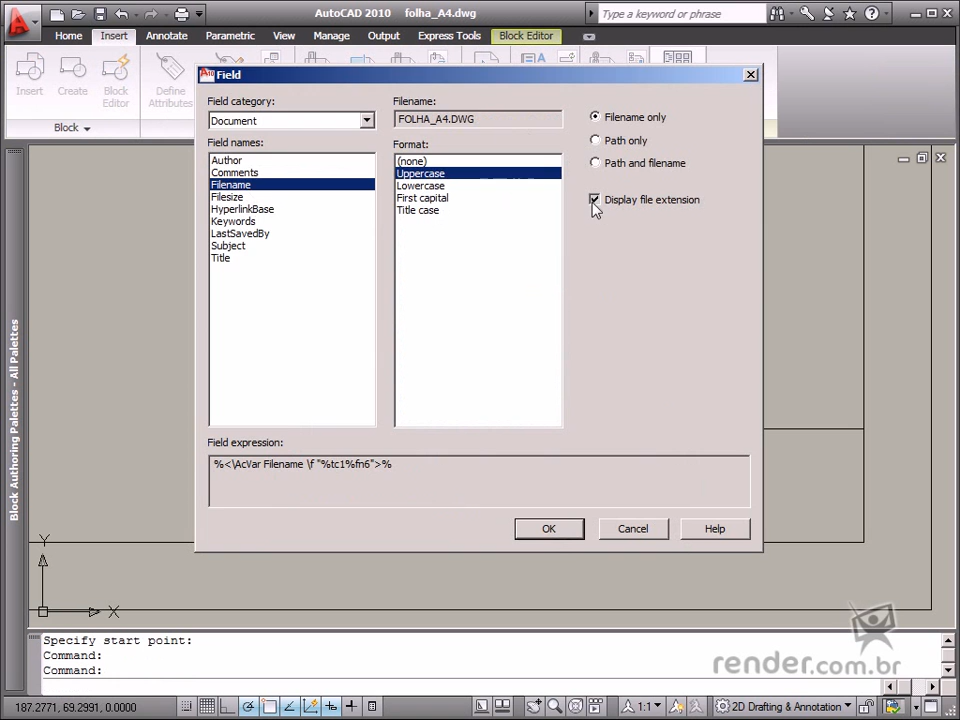 AutoCAD 2010 folha_A4.dwg
Type a keyword or phrase
Home Insert Annotate Parametric View Manage Output Express Tools Block Editor
Insert Create Block Editor Define Attributes
Block
Field
Field category:
Document
Field names:
Author
Comments
Filename
Filesize
HyperlinkBase
Keywords
LastSavedBy
Subject
Title
Filename:
FOLHA_A4.DWG
Format:
(none)
Uppercase
Lowercase
First capital
Title case
Filename only
Path only
Path and filename
Display file extension
Field expression:
%<\AcVar Filename \f "%tc1%fn6">%
OK Cancel Help
Block Authoring Palettes - All Palettes
Y
X
Specify start point:
Command:
Command:
render.com.br
187.2771, 69.2991, 0.0000
1:1
2D Drafting & Annotation